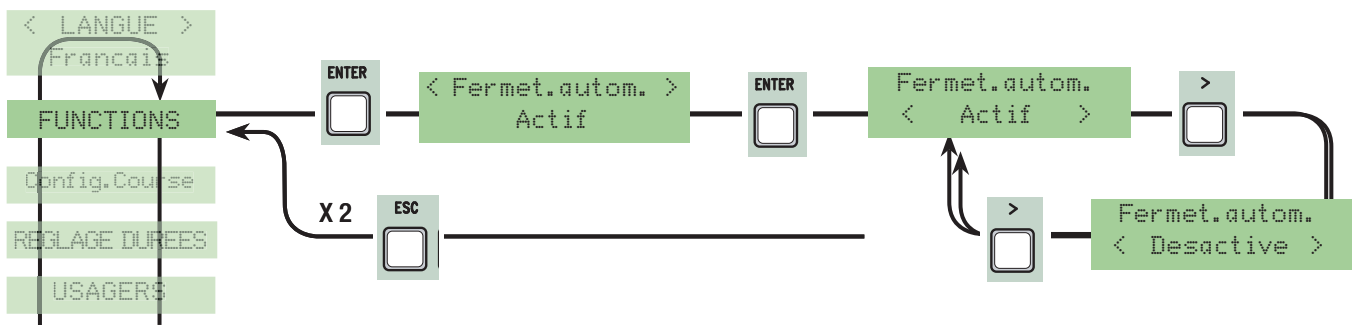 < LANGUE >
Francais
FUNCTIONS
Config.Course
REGLAGE DUREES
USAGERS
ENTER
< Fermet.autom. >
Actif
ENTER
Fermet.autom.
< Actif >
>
Fermet.autom.
< Desactive >
>
X 2
ESC